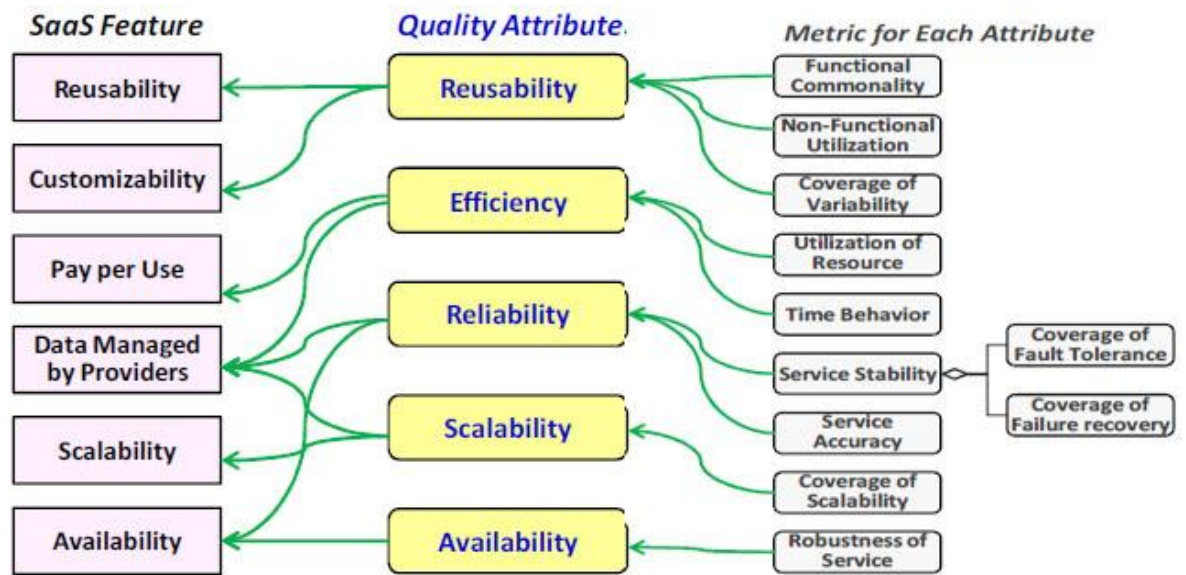 SaaS Feature
Quality Attribute.
Metric for Each Attribute
Reusability
Customizability
Pay per Use
Data Managed
by Providers
Scalability
Availability
Reusability
Efficiency
Reliability
Scalability
Availability
Functional
Commonality
Non-Functional
Utilization
Coverage of
Variability
Utilization of
Resource
Time Behavior
Service Stability
Service
Accuracy
Coverage of
Scalability
Robustness of
Service
Coverage of
Fault Tolerance
Coverage of
Failure recovery